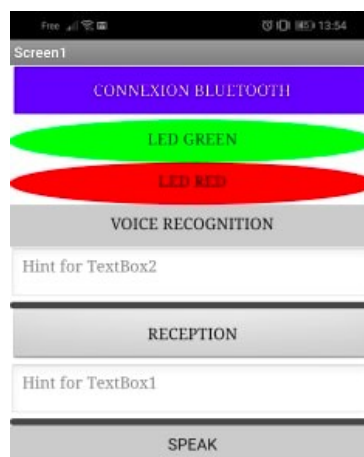 Free 13:54
Screen1
CONNEXION BLUETOOTH
LED GREEN
LED RED
VOICE RECOGNITION
Hint for TextBox2
RECEPTION
Hint for TextBox1
SPEAK